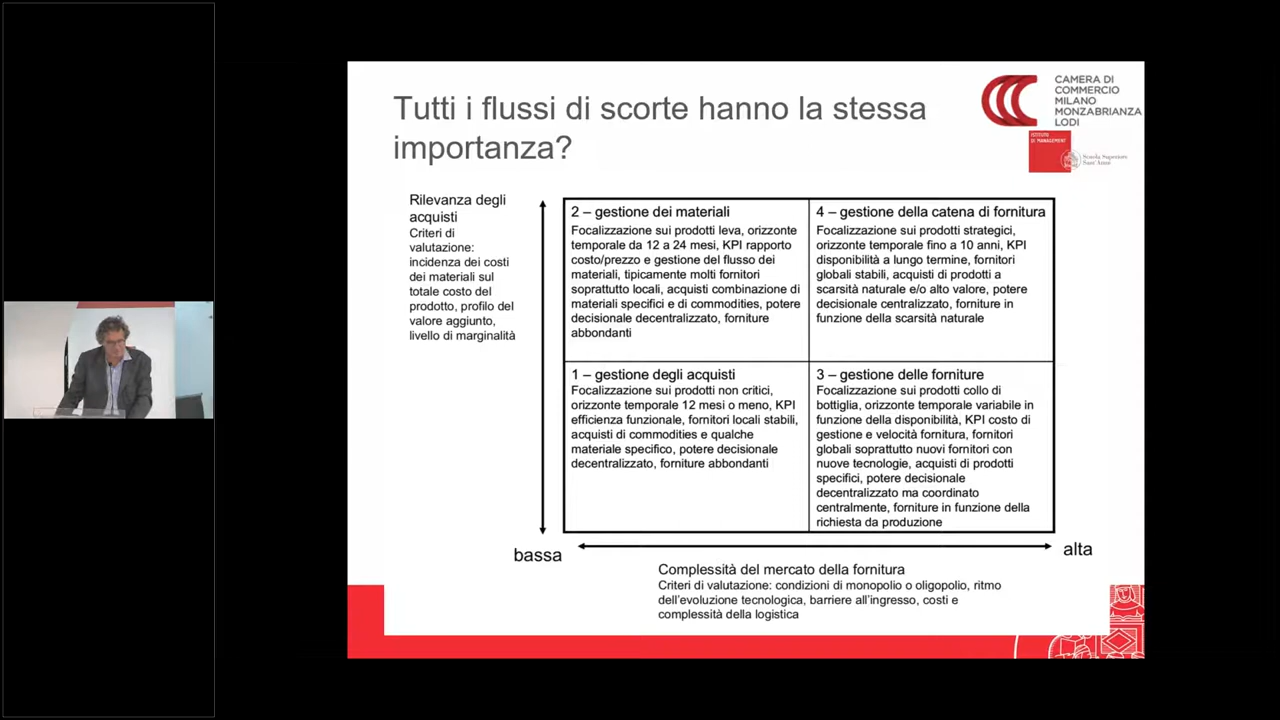 Tutti i flussi di scorte hanno la stessa
importanza?
CAMERA DI
COMMERCIO
MILANO
MONZABRIANZA
LODI
ISTITUTO
DI MANAGEMENT
Scuola Superiore
Sant'Anna
Rilevanza degli
acquisti
Criteri di
valutazione:
incidenza dei costi
dei materiali sul
totale costo del
prodotto, profilo del
valore aggiunto,
livello di marginalità
2 – gestione dei materiali
Focalizzazione sui prodotti leva, orizzonte
temporale da 12 a 24 mesi, KPI rapporto
costo/prezzo e gestione del flusso dei
materiali, tipicamente molti fornitori
soprattutto locali, acquisti combinazione di
materiali specifici e di commodities, potere
decisionale decentralizzato, forniture
abbondanti
4 – gestione della catena di fornitura
Focalizzazione sui prodotti strategici,
orizzonte temporale fino a 10 anni, KPI
disponibilità a lungo termine, fornitori
globali stabili, acquisti di prodotti a
scarsità naturale e/o alto valore, potere
decisionale centralizzato, forniture in
funzione della scarsità naturale
1 – gestione degli acquisti
Focalizzazione sui prodotti non critici,
orizzonte temporale 12 mesi o meno, KPI
efficienza funzionale, fornitori locali stabili,
acquisti di commodities e qualche
materiale specifico, potere decisionale
decentralizzato, forniture abbondanti
3 – gestione delle forniture
Focalizzazione sui prodotti collo di
bottiglia, orizzonte temporale variabile in
funzione della disponibilità, KPI costo di
gestione e velocità fornitura, fornitori
globali soprattutto nuovi fornitori con
nuove tecnologie, acquisti di prodotti
specifici, potere decisionale
decentralizzato ma coordinato
centralmente, forniture in funzione della
richiesta da produzione
bassa
alta
Complessità del mercato della fornitura
Criteri di valutazione: condizioni di monopolio o oligopolio, ritmo
dell'evoluzione tecnologica, barriere all'ingresso, costi e
complessità della logistica